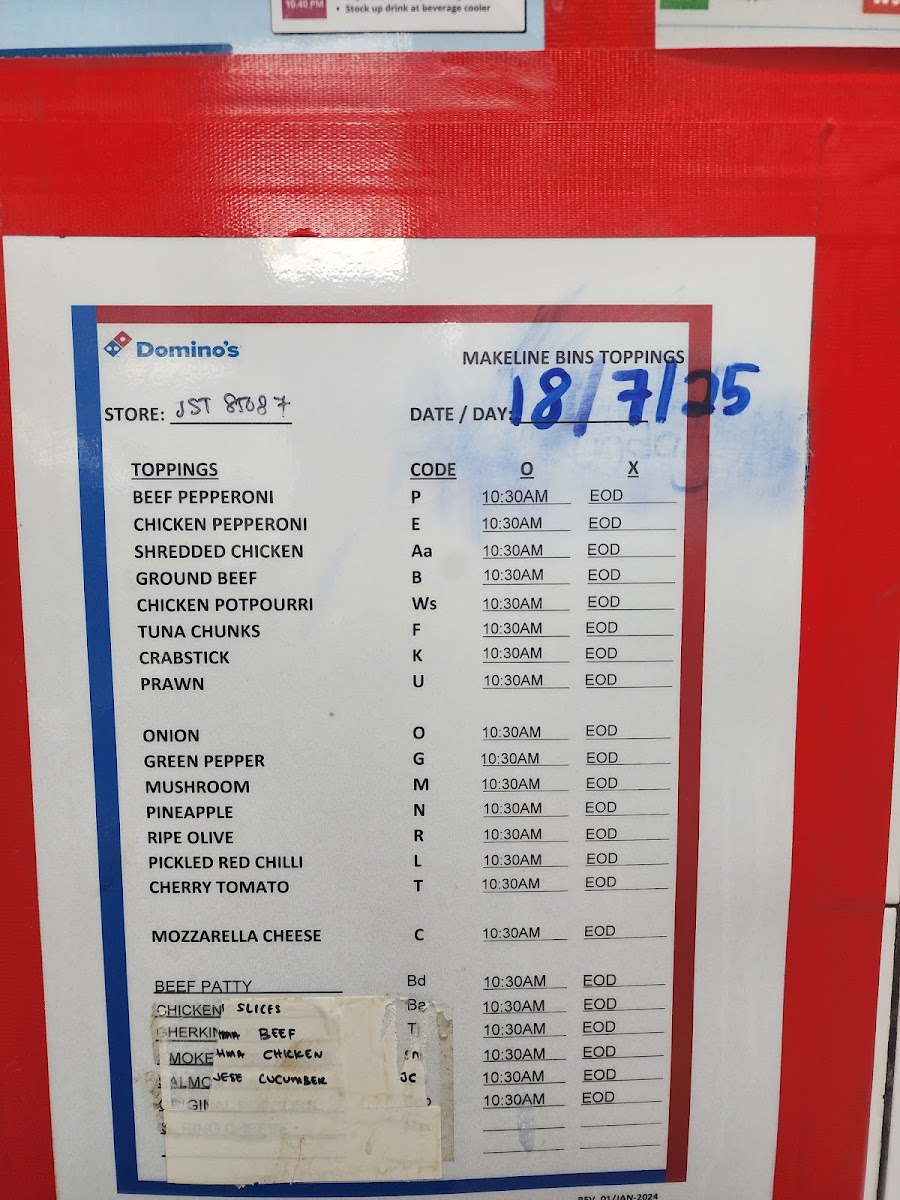 10.40 PM
• Stock up drink at beverage cooler
Domino's
MAKELINE BINS TOPPINGS
STORE: JST 85087 DATE / DAY: 18/7/25
TOPPINGS CODE O X
BEEF PEPPERONI P 10:30AM EOD
CHICKEN PEPPERONI E 10:30AM EOD
SHREDDED CHICKEN Aa 10:30AM EOD
GROUND BEEF B 10:30AM EOD
CHICKEN POTPOURRI Ws 10:30AM EOD
TUNA CHUNKS F 10:30AM EOD
CRABSTICK K 10:30AM EOD
PRAWN U 10:30AM EOD
ONION O 10:30AM EOD
GREEN PEPPER G 10:30AM EOD
MUSHROOM M 10:30AM EOD
PINEAPPLE N 10:30AM EOD
RIPE OLIVE R 10:30AM EOD
PICKLED RED CHILLI L 10:30AM EOD
CHERRY TOMATO T 10:30AM EOD
MOZZARELLA CHEESE C 10:30AM EOD
BEEF PATTY Bd 10:30AM EOD
CHICKEN SLICES 10:30AM EOD
BEEF 10:30AM EOD
CHICKEN 10:30AM EOD
CUCUMBER JC 10:30AM EOD
10:30AM EOD
REV. 01/JAN-2024